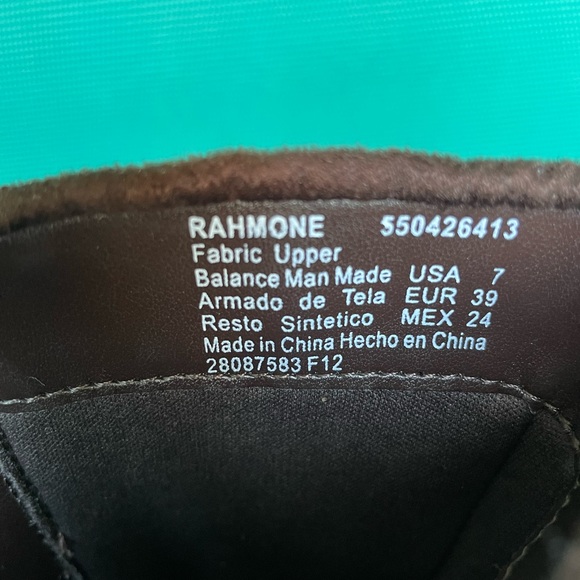 RAHMONE 550426413
Fabric Upper
Balance Man Made USA 7
Armado de Tela EUR 39
Resto Sintetico MEX 24
Made in China Hecho en China
28087583 F12